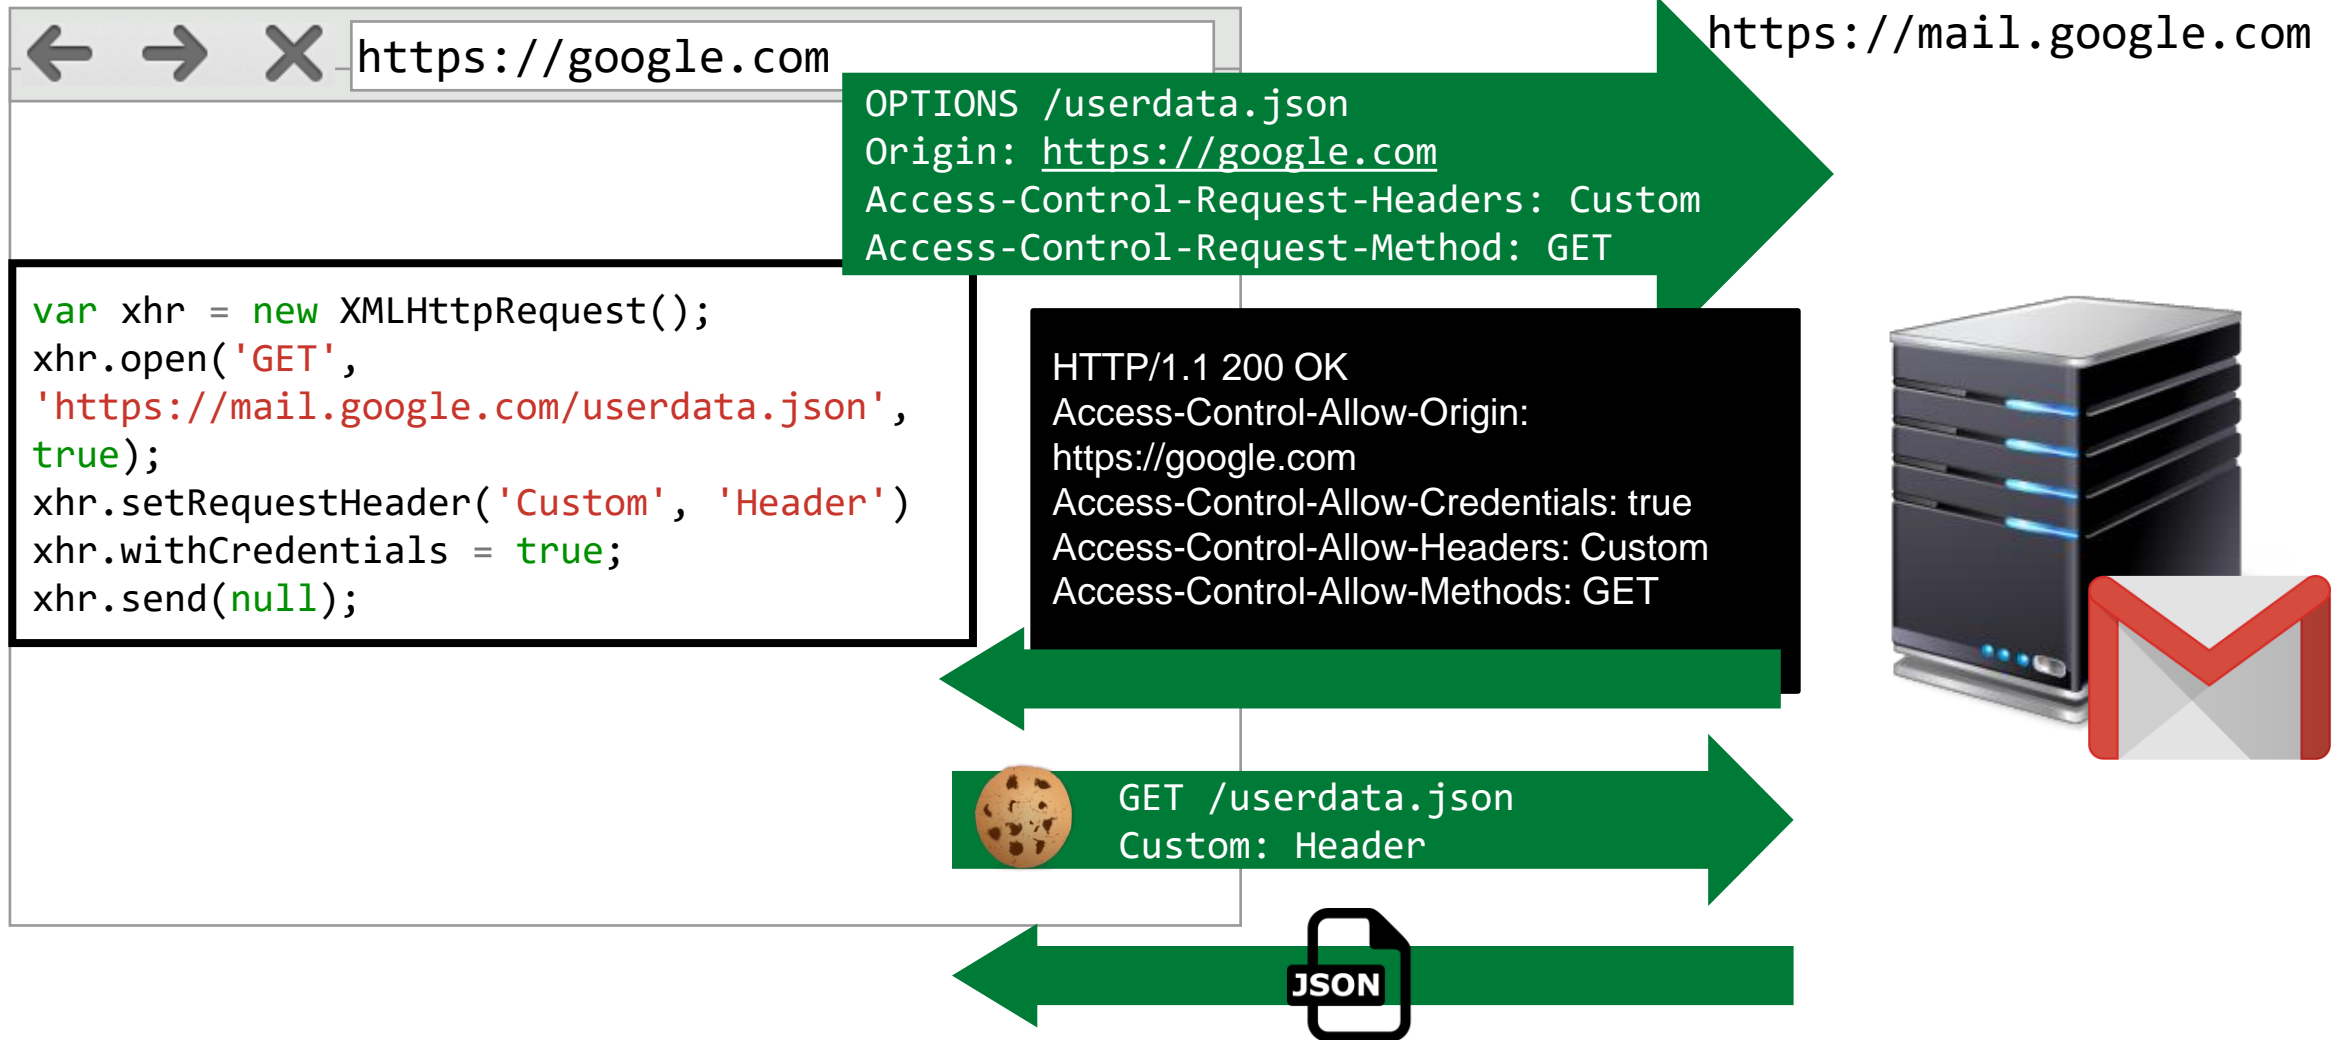 https://google.com
https://mail.google.com
OPTIONS /userdata.json
Origin: https://google.com
Access-Control-Request-Headers: Custom
Access-Control-Request-Method: GET
var xhr = new XMLHttpRequest();
xhr.open('GET',
'https://mail.google.com/userdata.json',
true);
xhr.setRequestHeader('Custom', 'Header')
xhr.withCredentials = true;
xhr.send(null);
HTTP/1.1 200 OK
Access-Control-Allow-Origin:
https://google.com
Access-Control-Allow-Credentials: true
Access-Control-Allow-Headers: Custom
Access-Control-Allow-Methods: GET
GET /userdata.json
Custom: Header
JSON